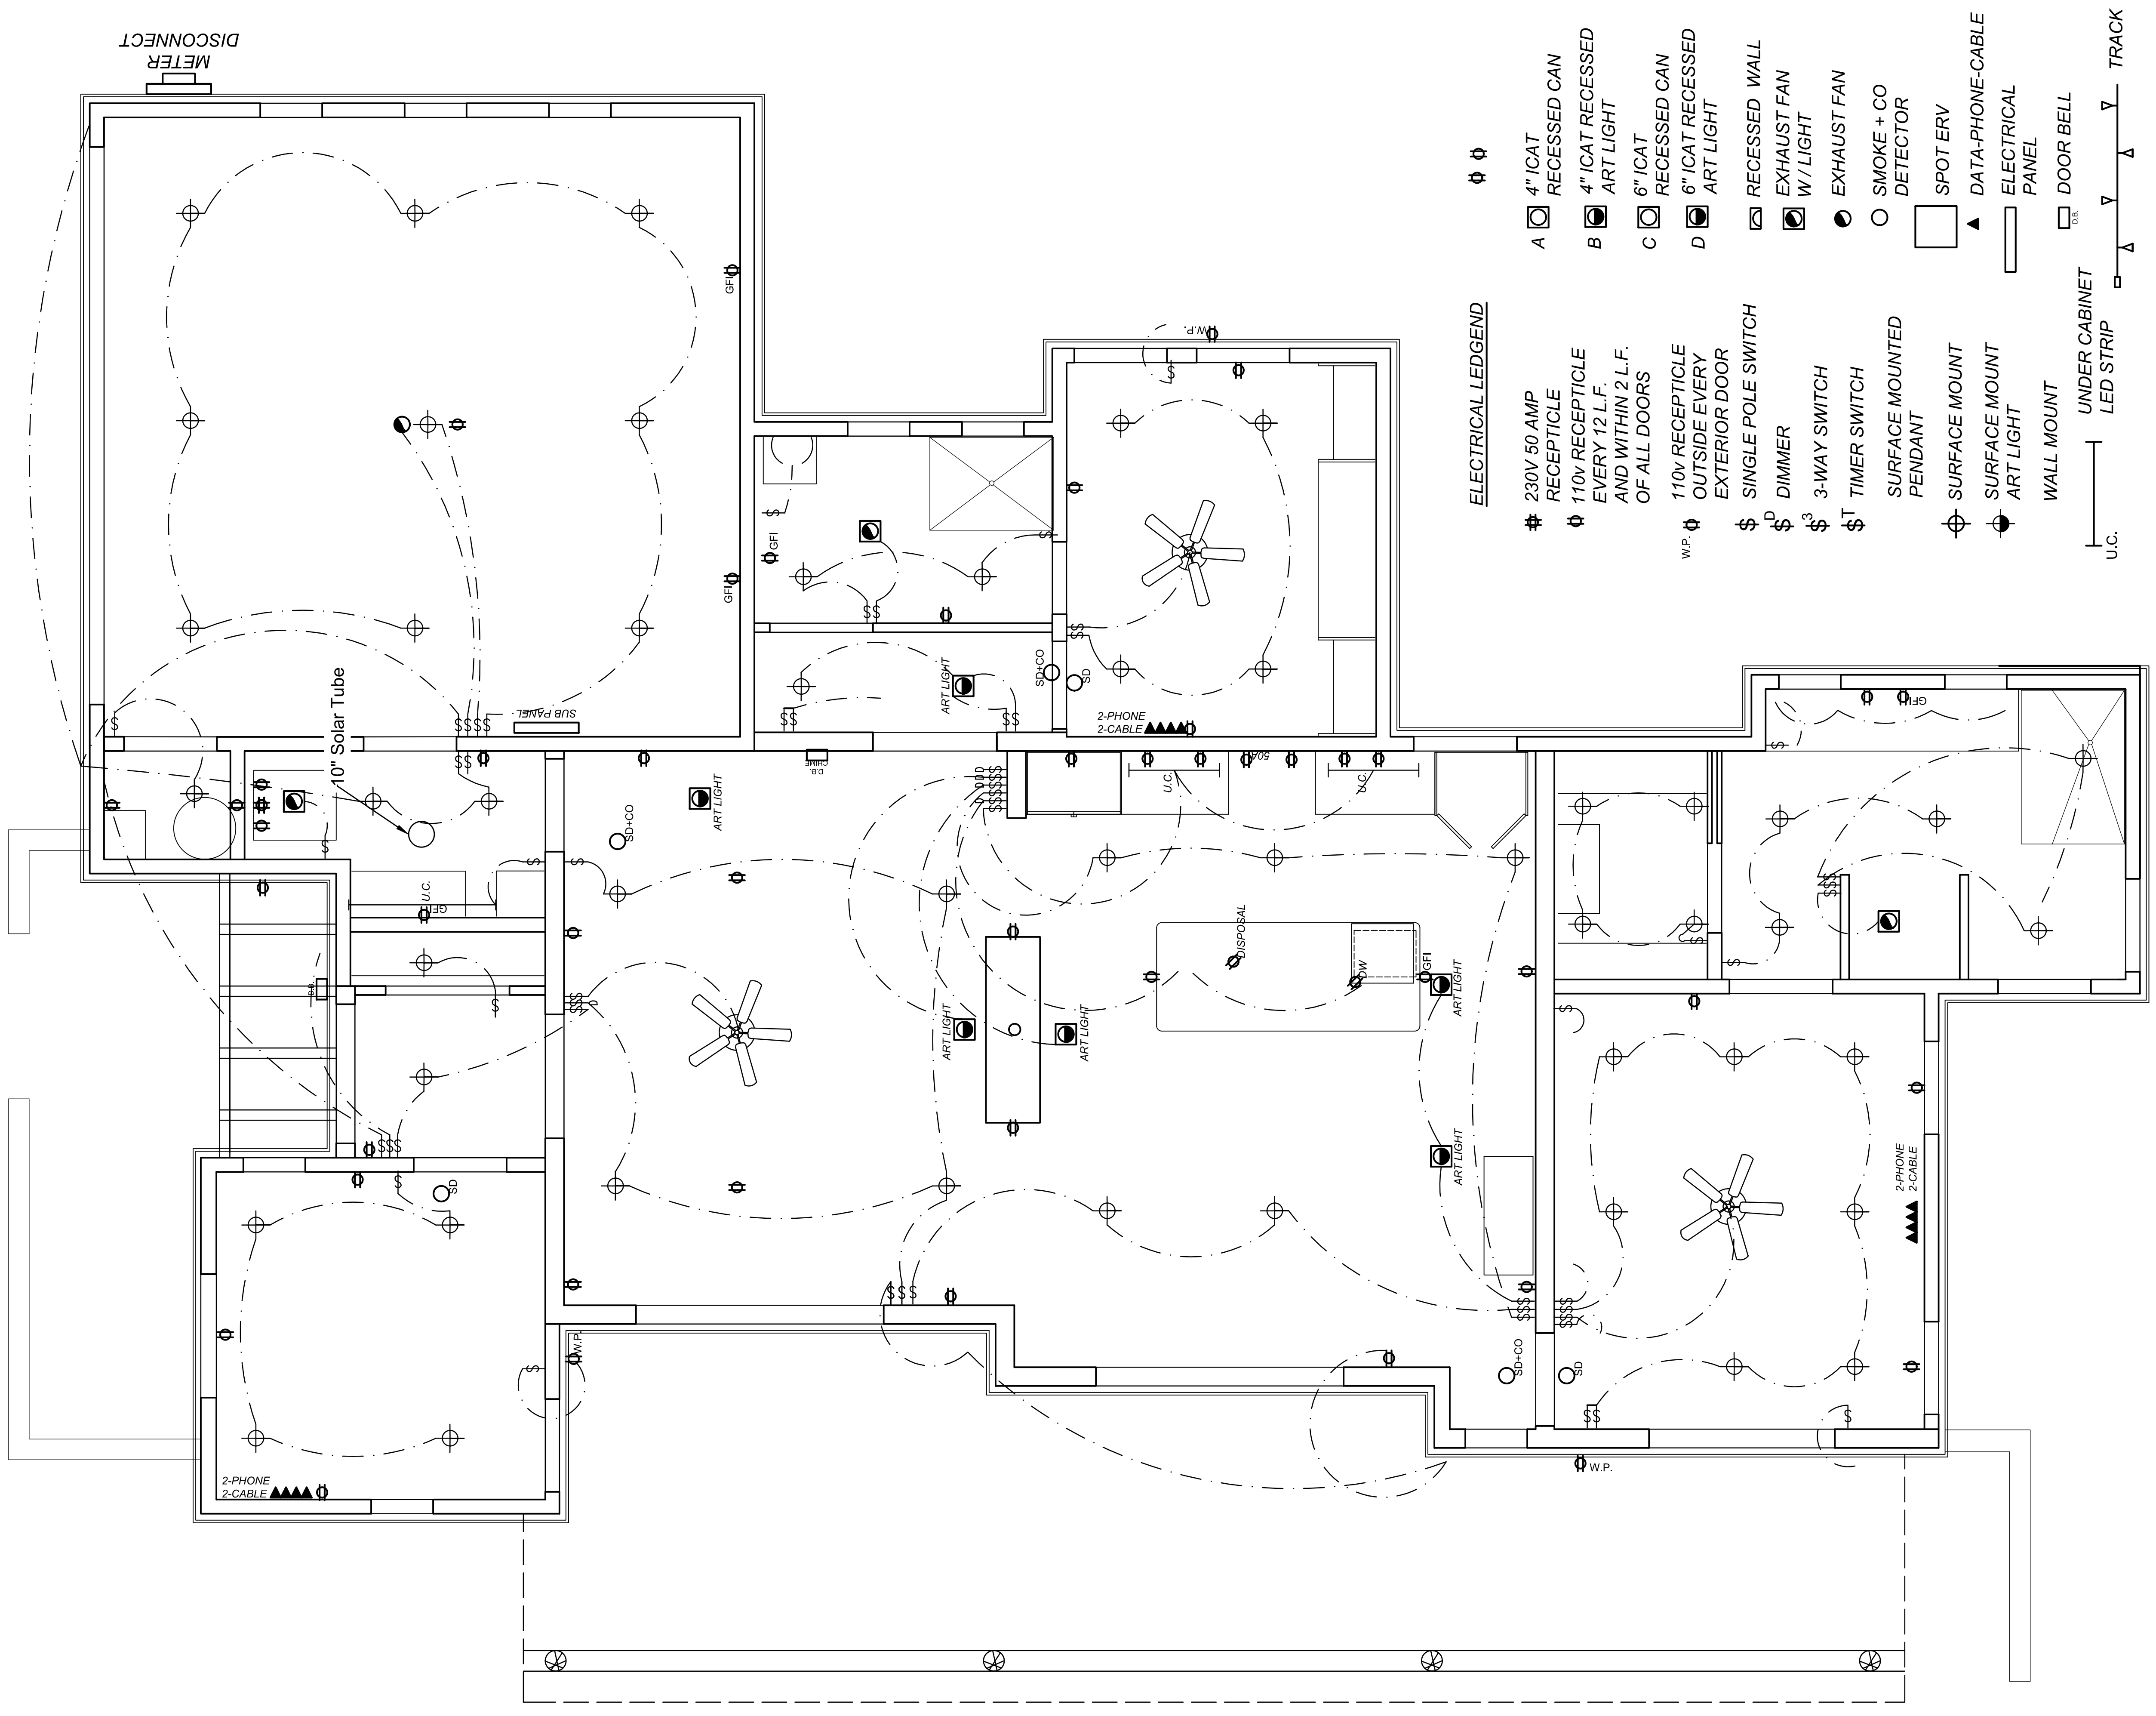 METER
DISCONNECT
10" Solar Tube
SUB PANEL
GFI
GFI
GFI
W.P.
ART LIGHT
SD+CO
SD
2-PHONE
2-CABLE
D.B.
CHIME
ART LIGHT
SD+CO
U.C.
GFI
D.B.
U.C.
50A
U.C.
GFI
DISPOSAL
DW
GFI
ART LIGHT
ART LIGHT
ART LIGHT
ART LIGHT
SD
W.P.
2-PHONE
2-CABLE
SD+CO
SD
W.P.
2-PHONE
2-CABLE
ELECTRICAL LEDGEND
230V 50 AMP
RECEPTICLE
110v RECEPTICLE
EVERY 12 L.F.
AND WITHIN 2 L.F.
OF ALL DOORS
W.P.
110v RECEPTICLE
OUTSIDE EVERY
EXTERIOR DOOR
$ SINGLE POLE SWITCH
$ D DIMMER
$ 3 3-WAY SWITCH
$ T TIMER SWITCH
SURFACE MOUNTED
PENDANT
SURFACE MOUNT
SURFACE MOUNT
ART LIGHT
WALL MOUNT
U.C.
UNDER CABINET
LED STRIP
A 4" ICAT
RECESSED CAN
B 4" ICAT RECESSED
ART LIGHT
C 6" ICAT
RECESSED CAN
D 6" ICAT RECESSED
ART LIGHT
RECESSED WALL
EXHAUST FAN
W / LIGHT
EXHAUST FAN
SMOKE + CO
DETECTOR
SPOT ERV
DATA-PHONE-CABLE
ELECTRICAL
PANEL
D.B.
DOOR BELL
TRACK